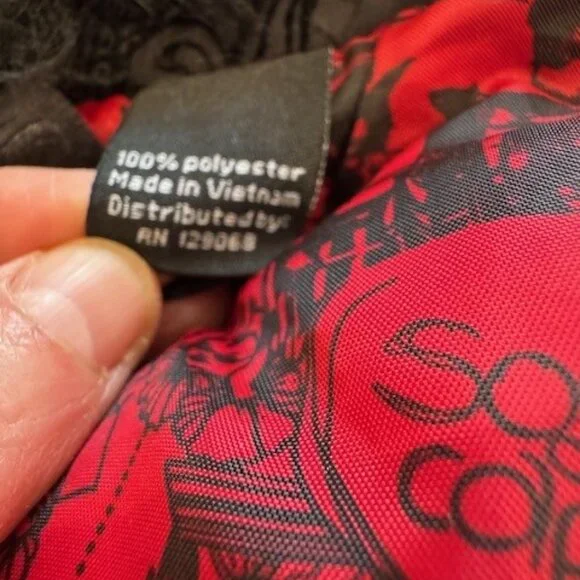 100% polyester
Made in Vietnam
Distributed by:
RN 129068